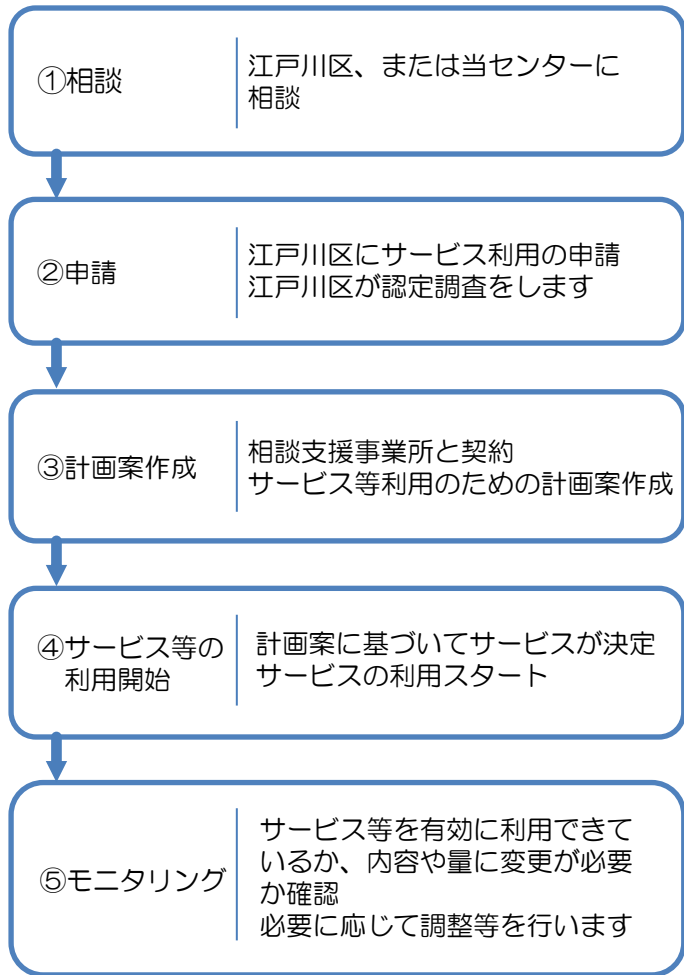 ①相談
江戸川区、または当センターに
相談
②申請
江戸川区にサービス利用の申請
江戸川区が認定調査をします
③計画案作成
相談支援事業所と契約
サービス等利用のための計画案作成
④サービス等の
利用開始
計画案に基づいてサービスが決定
サービスの利用スタート
⑤モニタリング
サービス等を有効に利用できて
いるか、内容や量に変更が必要
か確認
必要に応じて調整等を行います